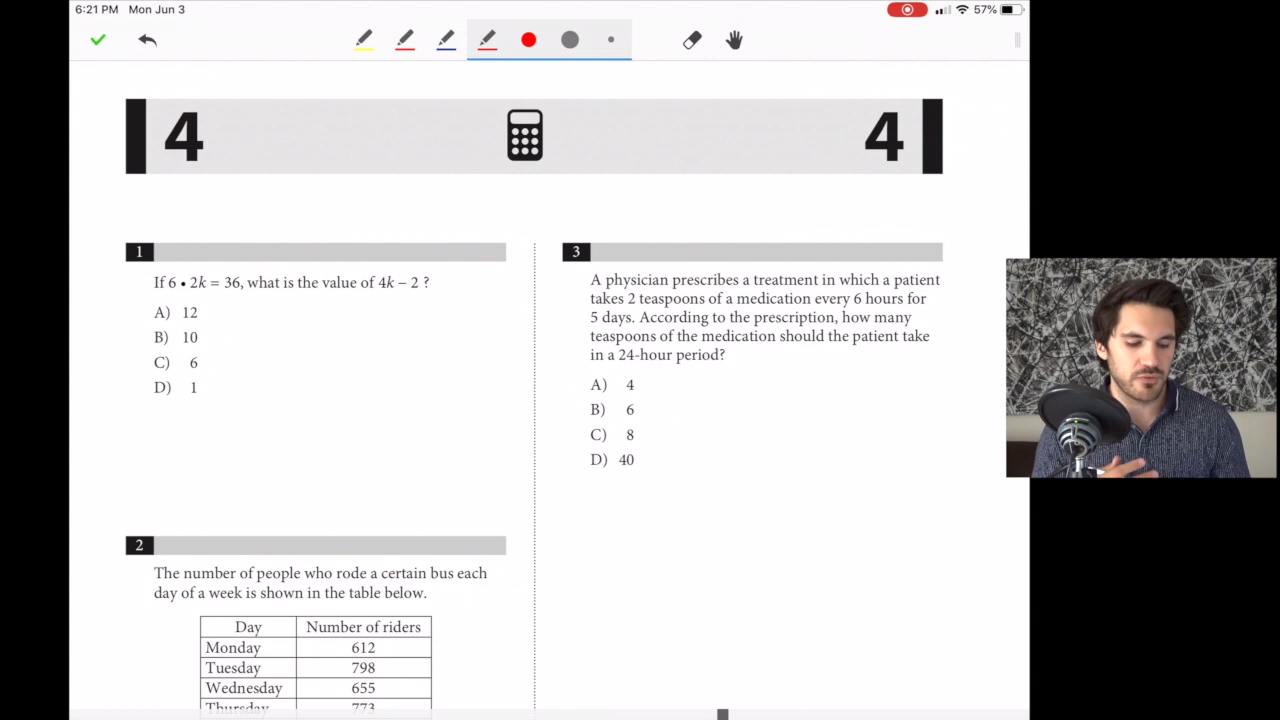 6:21 PM Mon Jun 3
57%
4
4
1
If 6 • 2k = 36, what is the value of 4k − 2 ?
A) 12
B) 10
C) 6
D) 1
2
The number of people who rode a certain bus each
day of a week is shown in the table below.
Day Number of riders
Monday 612
Tuesday 798
Wednesday 655
Thursday 773
3
A physician prescribes a treatment in which a patient
takes 2 teaspoons of a medication every 6 hours for
5 days. According to the prescription, how many
teaspoons of the medication should the patient take
in a 24-hour period?
A) 4
B) 6
C) 8
D) 40